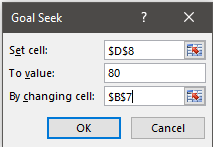 Goal Seek ? ×
Set cell: $D$8
To value: 80
By changing cell: $B$7
OK Cancel